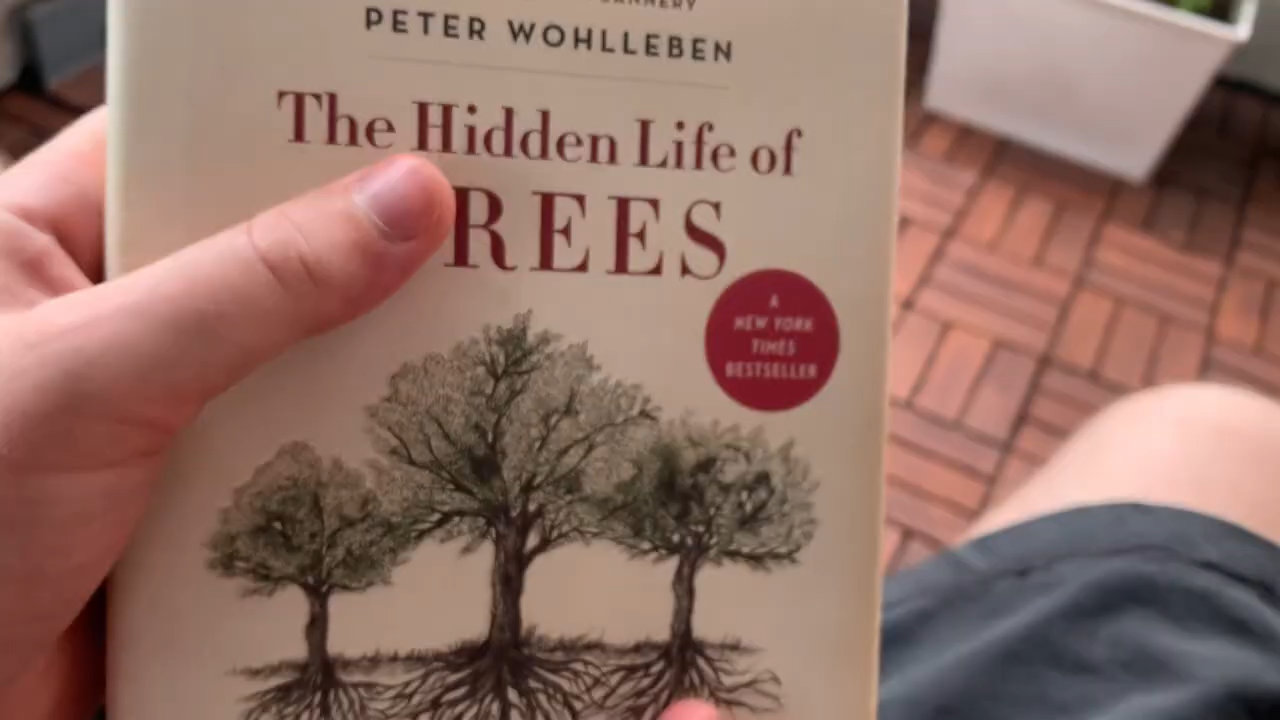 PETER WOHLLEBEN
The Hidden Life of
REES
A
NEW YORK
TIMES
BESTSELLER